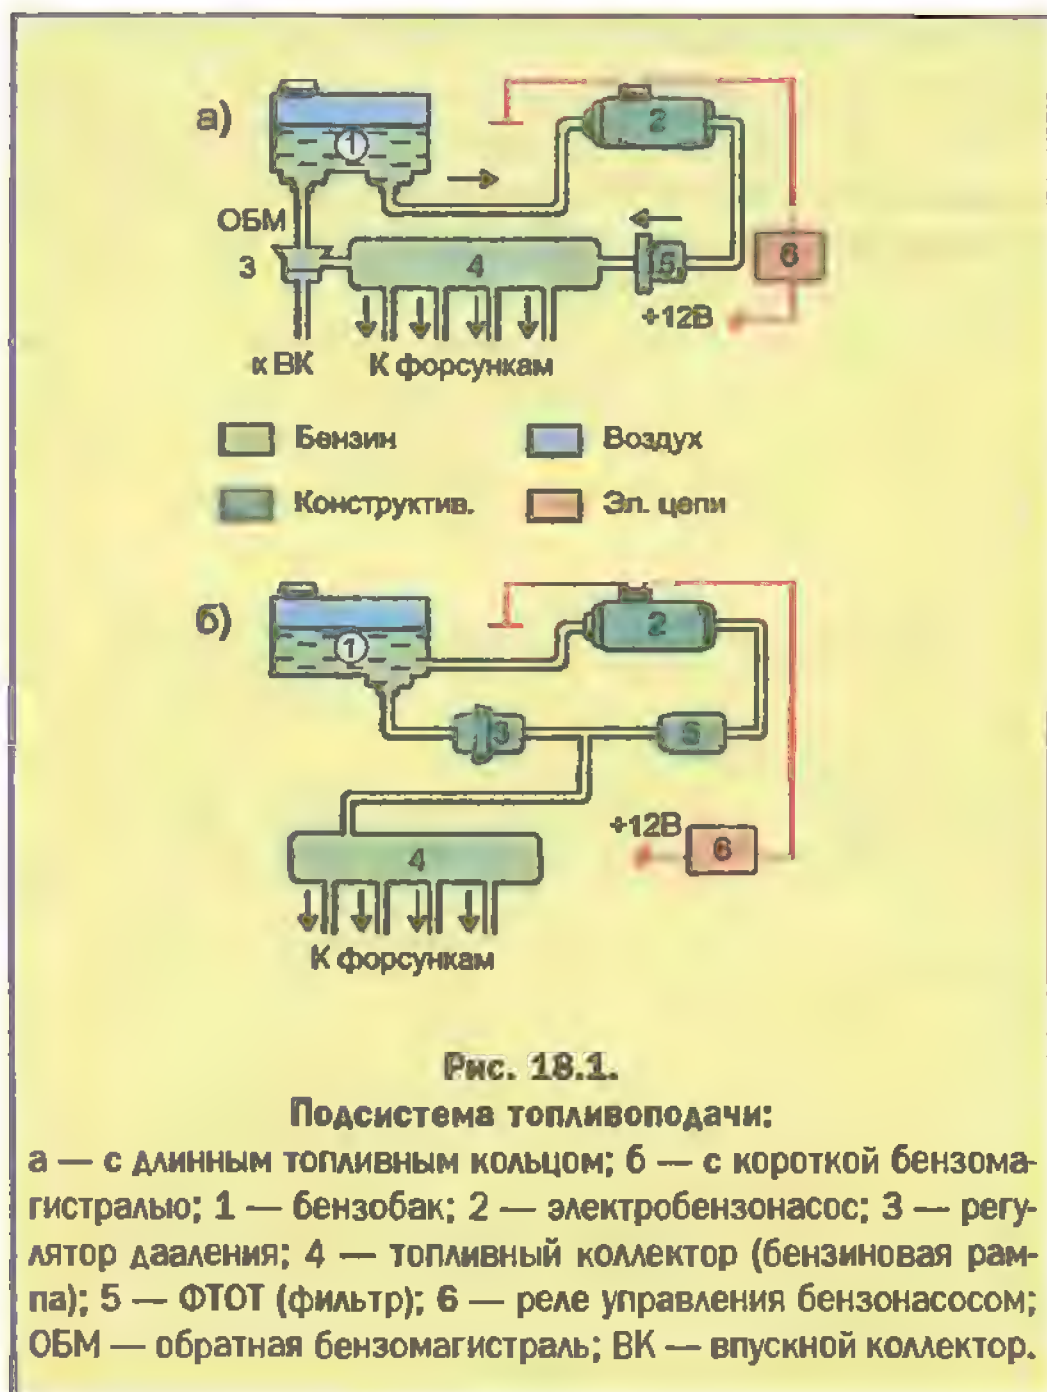 а)
1
2
ОБМ
3
4
5
6
+12В
к ВК
К форсункам
Бензин
Воздух
Конструктив.
Эл. цепи
б)
1
2
3
5
+12В
6
4
К форсункам
Рис. 18.1.
Подсистема топливоподачи:
а — с длинным топливным кольцом; б — с короткой бензома-
гистралью; 1 — бензобак; 2 — электробензонасос; 3 — регу-
лятор дааления; 4 — топливный коллектор (бензиновая рам-
па); 5 — ФТОТ (фильтр); 6 — реле управления бензонасосом;
ОБМ — обратная бензомагистраль; ВК — впускной коллектор.